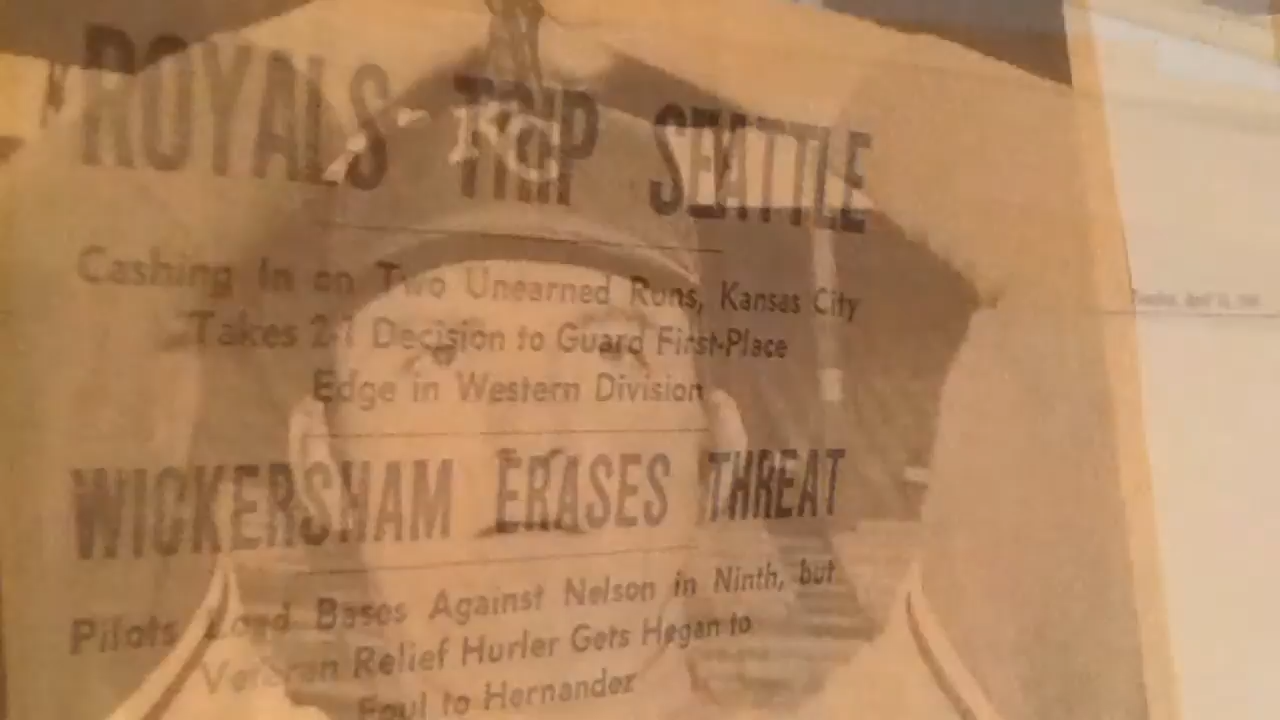 ROYALS TRIP SEATTLE
KC
Cashing In on Two Unearned Runs, Kansas City
Takes 2-1 Decision to Guard First-Place
Edge in Western Division
WICKERSHAM ERASES THREAT
Pilots Load Bases Against Nelson in Ninth, but
Veteran Relief Hurler Gets Hegan to
Foul to Hernandez